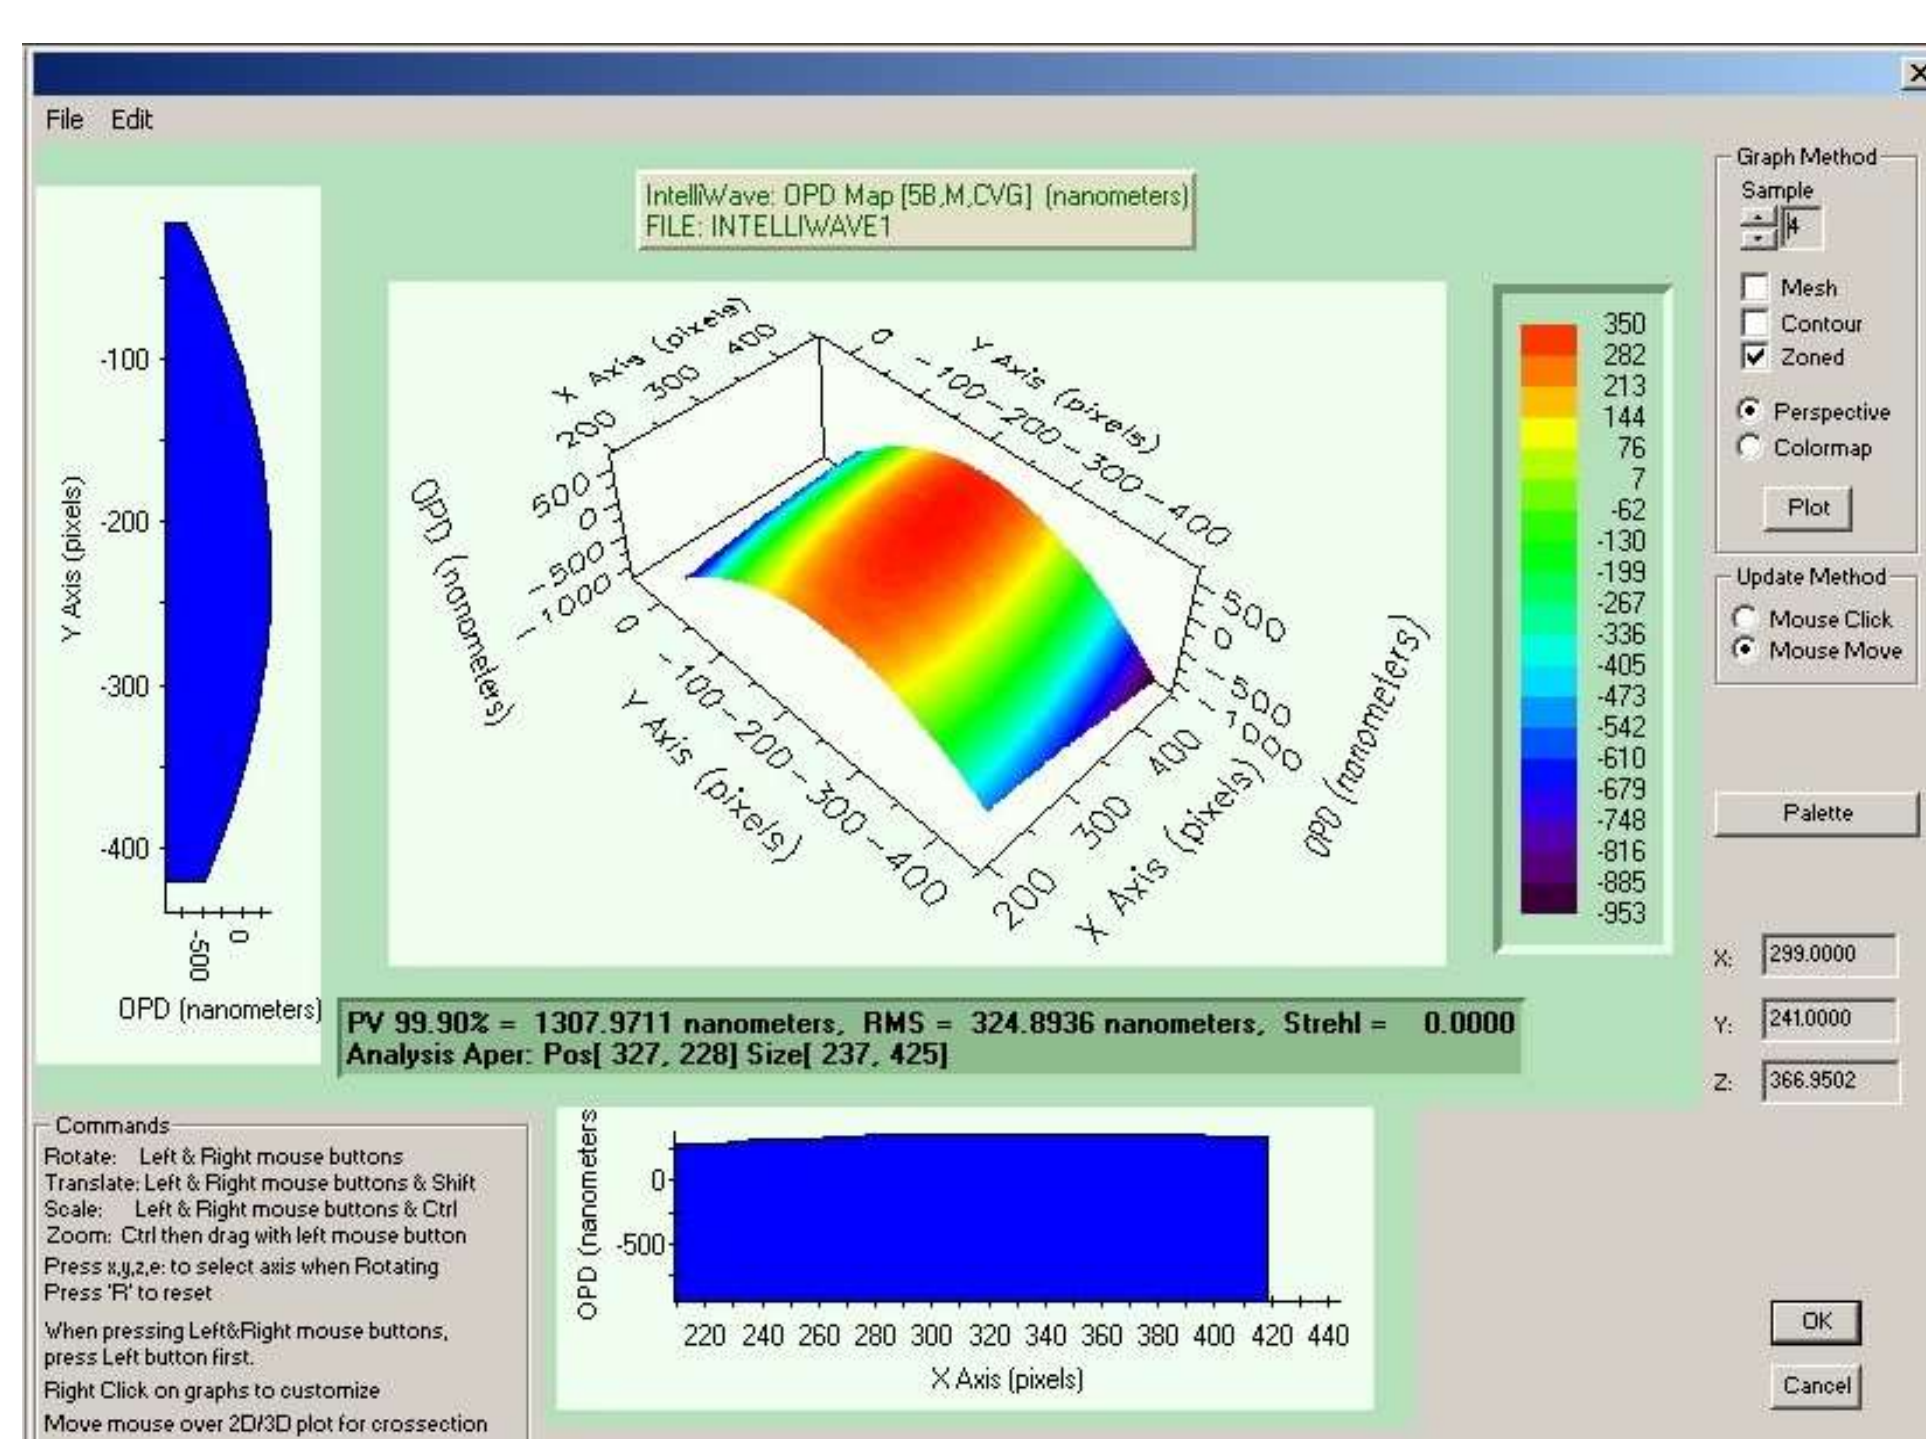 File Edit
IntelliWave: OPD Map [5B,M,CVG] (nanometers)
FILE: INTELLIWAVE1
-100
-200
-300
-400
Y Axis (pixels)
-500 0
OPD (nanometers)
X Axis (pixels)
200 300 400
Y Axis (pixels)
0 -100 -200 -300 -400
OPD (nanometers)
500
0
-500
-1000
Y Axis (pixels)
0 -100 -200 -300 -400
X Axis (pixels)
200 300 400
OPD (nanometers)
500
0
-500
-1000
350
282
213
144
76
7
-62
-130
-199
-267
-336
-405
-473
-542
-610
-679
-748
-816
-885
-953
PV 99.90% = 1307.9711 nanometers, RMS = 324.8936 nanometers, Strehl = 0.0000
Analysis Aper: Pos[ 327, 228] Size[ 237, 425]
Graph Method
Sample
4
Mesh
Contour
Zoned
Perspective
Colormap
Plot
Update Method
Mouse Click
Mouse Move
Palette
X: 299.0000
Y: 241.0000
Z: 366.9502
Commands
Rotate: Left & Right mouse buttons
Translate: Left & Right mouse buttons & Shift
Scale: Left & Right mouse buttons & Ctrl
Zoom: Ctrl then drag with left mouse button
Press x,y,z,e: to select axis when Rotating
Press 'R' to reset
When pressing Left&Right mouse buttons,
press Left button first.
Right Click on graphs to customize
Move mouse over 2D/3D plot for crossection
OPD (nanometers
0
-500
220 240 260 280 300 320 340 360 380 400 420 440
X Axis (pixels)
OK
Cancel